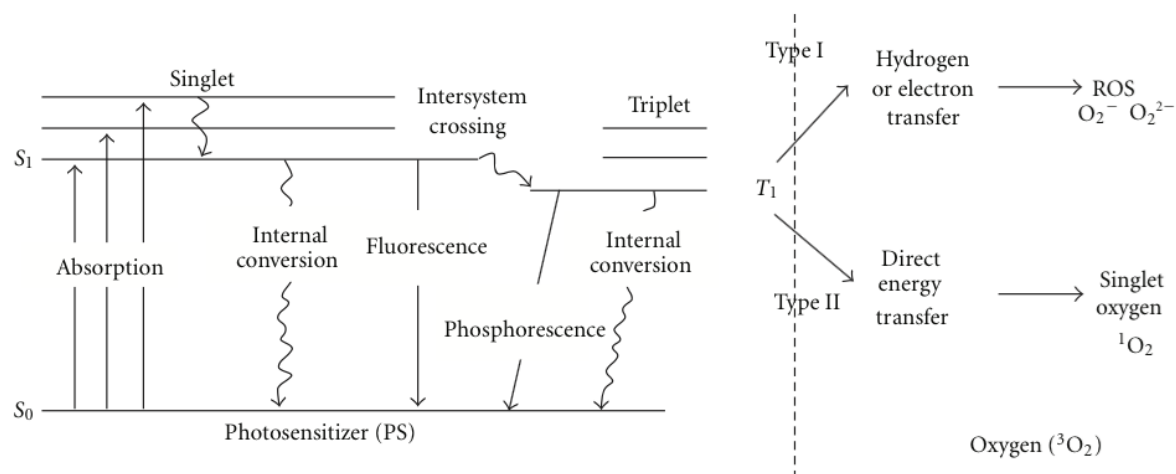 Singlet
Intersystem
crossing
Triplet
S₁
Absorption
Internal
conversion
Fluorescence
Phosphorescence
Internal
conversion
S₀
Photosensitizer (PS)
T₁
Type I
Hydrogen
or electron
transfer
ROS
O₂⁻ O₂²⁻
Type II
Direct
energy
transfer
Singlet
oxygen
¹O₂
Oxygen (³O₂)